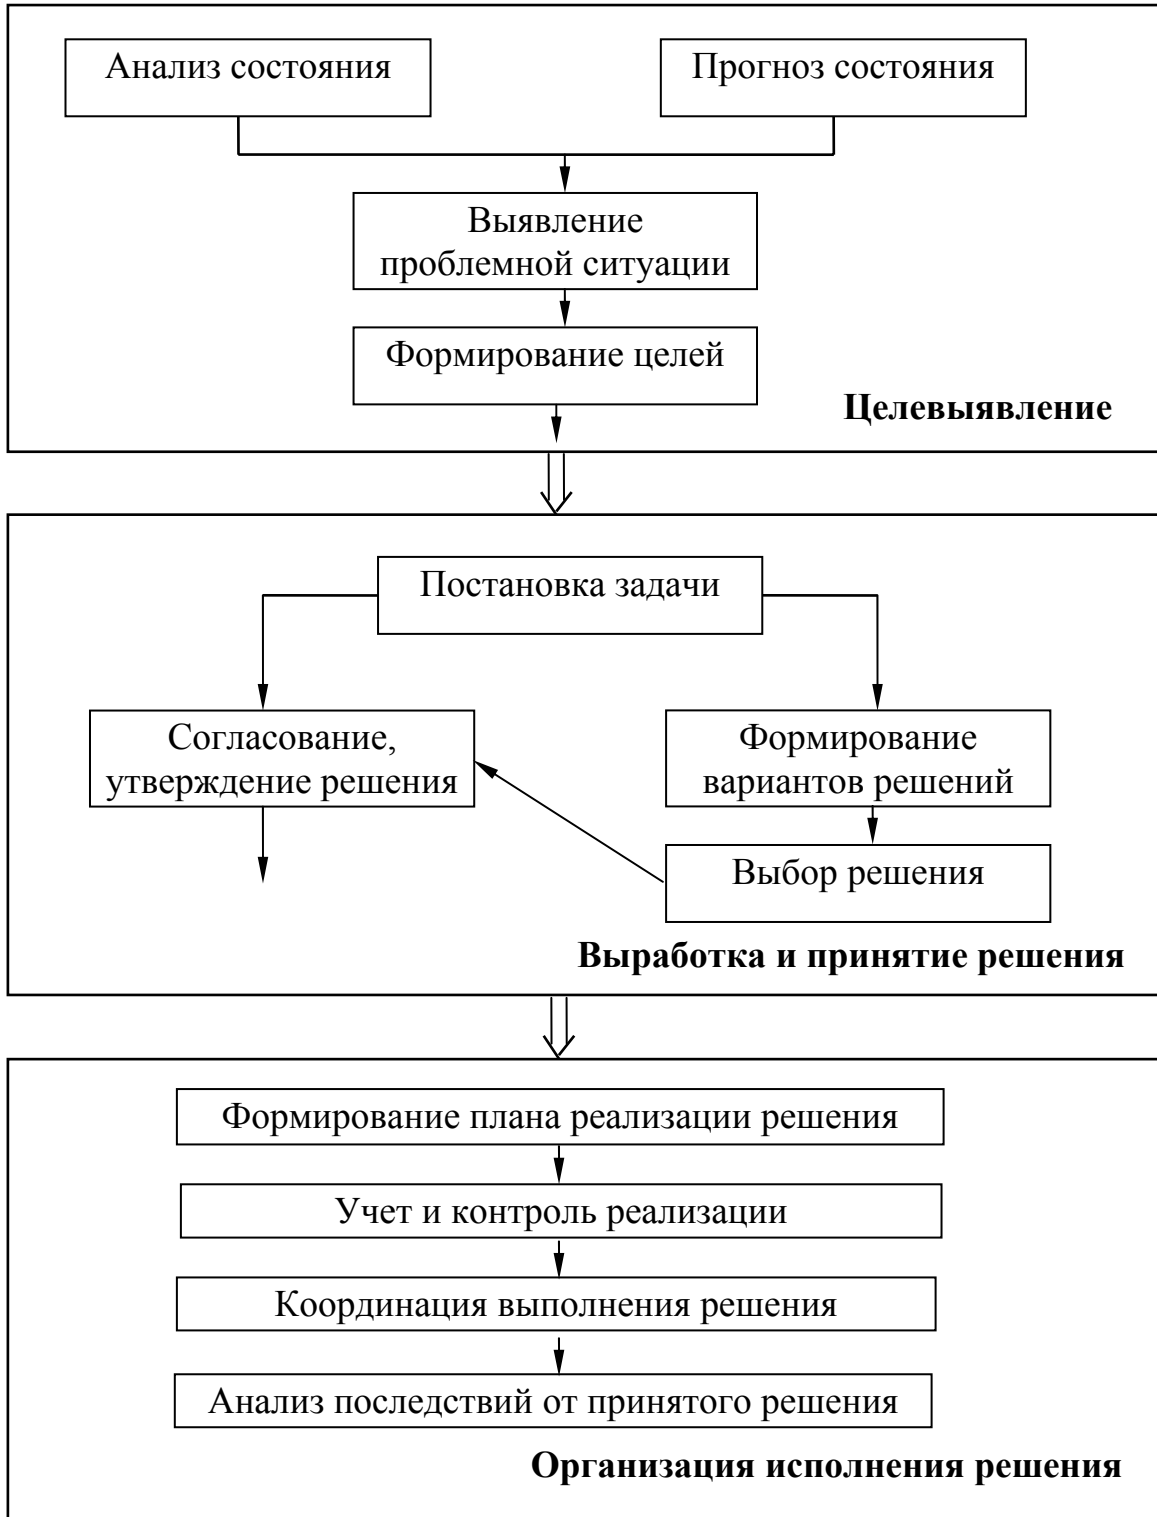 Анализ состояния
Прогноз состояния
Выявление
проблемной ситуации
Формирование целей
Целевыявление
Постановка задачи
Согласование,
утверждение решения
Формирование
вариантов решений
Выбор решения
Выработка и принятие решения
Формирование плана реализации решения
Учет и контроль реализации
Координация выполнения решения
Анализ последствий от принятого решения
Организация исполнения решения